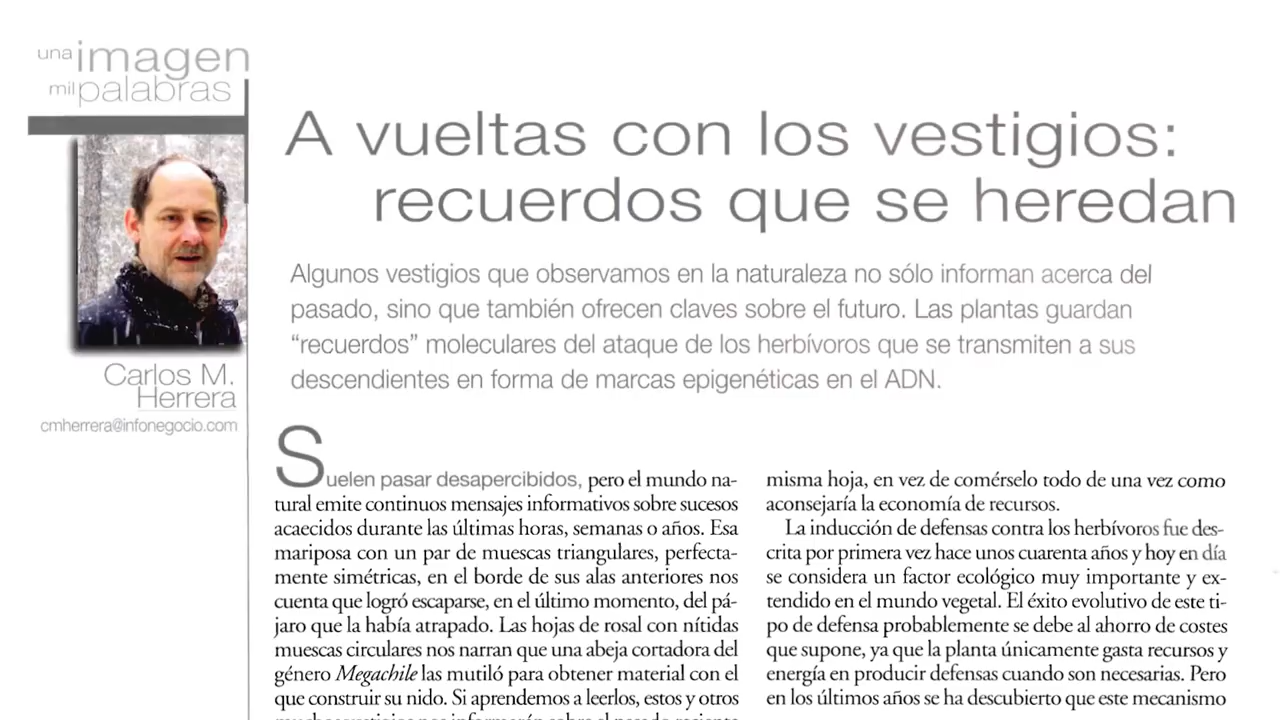 una imagen
mil palabras
A vueltas con los vestigios:
recuerdos que se heredan
Algunos vestigios que observamos en la naturaleza no sólo informan acerca del
pasado, sino que también ofrecen claves sobre el futuro. Las plantas guardan
“recuerdos” moleculares del ataque de los herbívoros que se transmiten a sus
descendientes en forma de marcas epigenéticas en el ADN.
Carlos M.
Herrera
cmherrera@infonegocio.com
Suelen pasar desapercibidos, pero el mundo na-
tural emite continuos mensajes informativos sobre sucesos
acaecidos durante las últimas horas, semanas o años. Esa
mariposa con un par de muescas triangulares, perfecta-
mente simétricas, en el borde de sus alas anteriores nos
cuenta que logró escaparse, en el último momento, del pá-
jaro que la había atrapado. Las hojas de rosal con nítidas
muescas circulares nos narran que una abeja cortadora del
género Megachile las mutiló para obtener material con el
que construir su nido. Si aprendemos a leerlos, estos y otros
muchos vestigios nos informarán sobre el pasado reciente
misma hoja, en vez de comérselo todo de una vez como
aconsejaría la economía de recursos.
La inducción de defensas contra los herbívoros fue des-
crita por primera vez hace unos cuarenta años y hoy en día
se considera un factor ecológico muy importante y ex-
tendido en el mundo vegetal. El éxito evolutivo de este ti-
po de defensa probablemente se debe al ahorro de costes
que supone, ya que la planta únicamente gasta recursos y
energía en producir defensas cuando son necesarias. Pero
en los últimos años se ha descubierto que este mecanismo